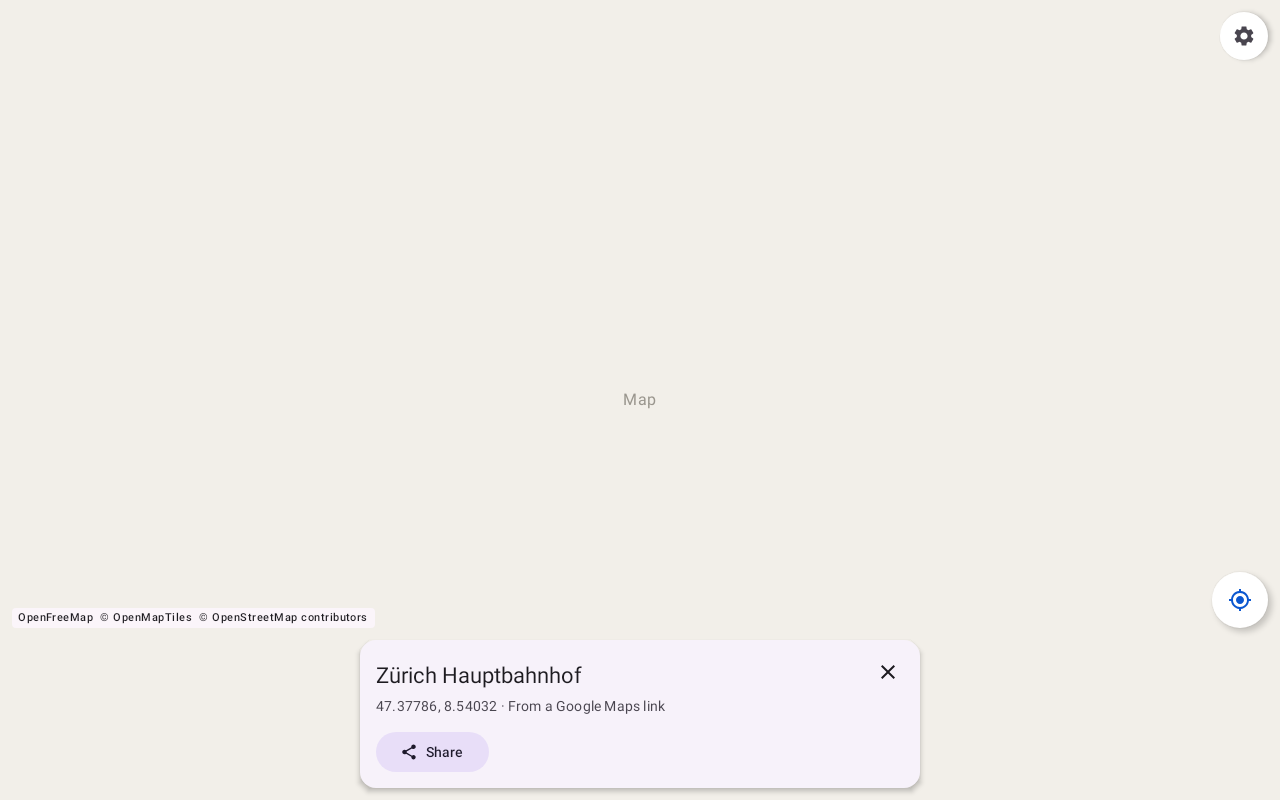 Map
OpenFreeMap © OpenMapTiles © OpenStreetMap contributors
Zürich Hauptbahnhof
47.37786, 8.54032 · From a Google Maps link
Share